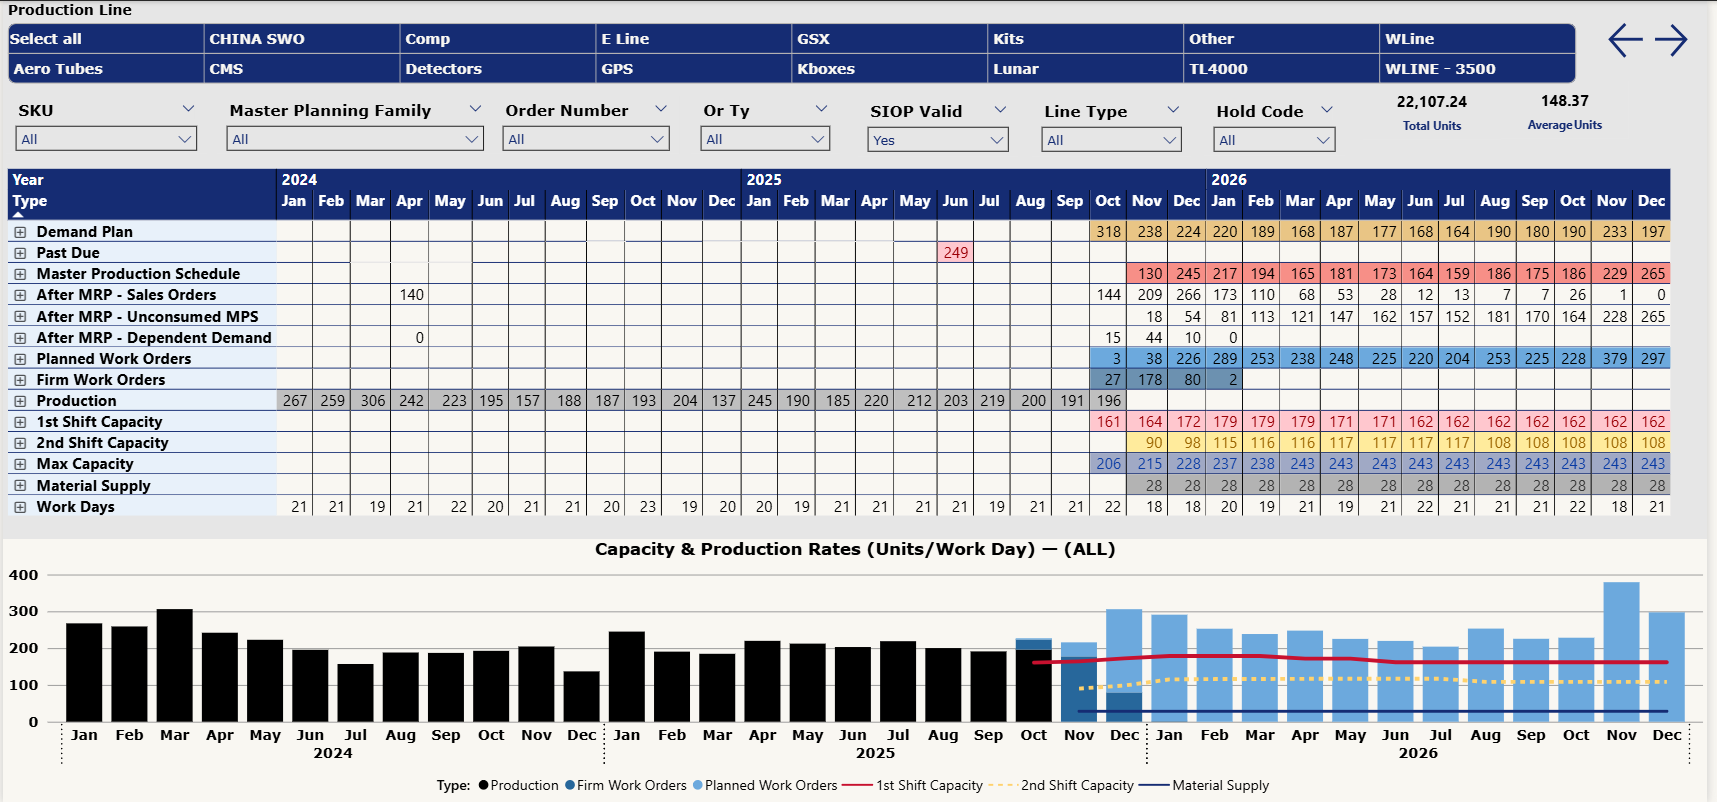 Production Line
Select all CHINA SWO Comp E Line GSX Kits Other WLine
Aero Tubes CMS Detectors GPS Kboxes Lunar TL4000 WLINE - 3500
SKU Master Planning Family Order Number Or Ty SIOP Valid Line Type Hold Code 22,107.24 148.37
All All All All Yes All All Total Units Average Units
Year 2024 2025 2026
Type Jan Feb Mar Apr May Jun Jul Aug Sep Oct Nov Dec Jan Feb Mar Apr May Jun Jul Aug Sep Oct Nov Dec Jan Feb Mar Apr May Jun Jul Aug Sep Oct Nov Dec
Demand Plan 318 238 224 220 189 168 187 177 168 164 190 180 190 233 197
Past Due 249
Master Production Schedule 130 245 217 194 165 181 173 164 159 186 175 186 229 265
After MRP - Sales Orders 140 144 209 266 173 110 68 53 28 12 13 7 7 26 1 0
After MRP - Unconsumed MPS 18 54 81 113 121 147 162 157 152 181 170 164 228 265
After MRP - Dependent Demand 0 15 44 10 0
Planned Work Orders 3 38 226 289 253 238 248 225 220 204 253 225 228 379 297
Firm Work Orders 27 178 80 2
Production 267 259 306 242 223 195 157 188 187 193 204 137 245 190 185 220 212 203 219 200 191 196
1st Shift Capacity 161 164 172 179 179 179 171 171 162 162 162 162 162 162 162
2nd Shift Capacity 90 98 115 116 116 117 117 117 117 108 108 108 108 108
Max Capacity 206 215 228 237 238 243 243 243 243 243 243 243 243 243 243
Material Supply 28 28 28 28 28 28 28 28 28 28 28 28 28 28
Work Days 21 21 19 21 22 20 21 21 20 23 19 20 20 19 21 21 21 21 19 21 21 22 18 18 20 19 21 19 21 22 21 21 21 22 18 21
Capacity & Production Rates (Units/Work Day) — (ALL)
400
300
200
100
0
Jan Feb Mar Apr May Jun Jul Aug Sep Oct Nov Dec Jan Feb Mar Apr May Jun Jul Aug Sep Oct Nov Dec Jan Feb Mar Apr May Jun Jul Aug Sep Oct Nov Dec
2024 2025 2026
Type: Production Firm Work Orders Planned Work Orders 1st Shift Capacity 2nd Shift Capacity Material Supply